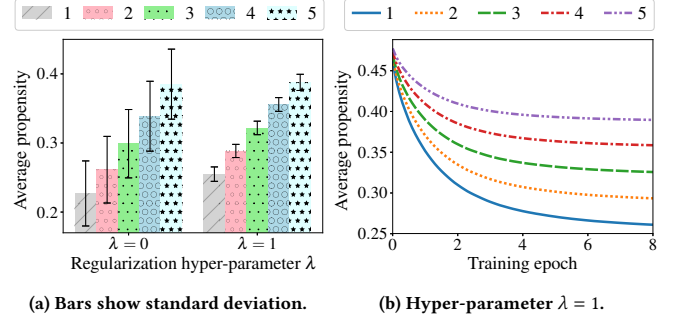 1 2 3 4 5
Average propensity
0.4
0.3
0.2
λ = 0 λ = 1
Regularization hyper-parameter λ
(a) Bars show standard deviation.
1 2 3 4 5
Average propensity
0.45
0.40
0.35
0.30
0.25
0 2 4 6 8
Training epoch
(b) Hyper-parameter λ = 1.